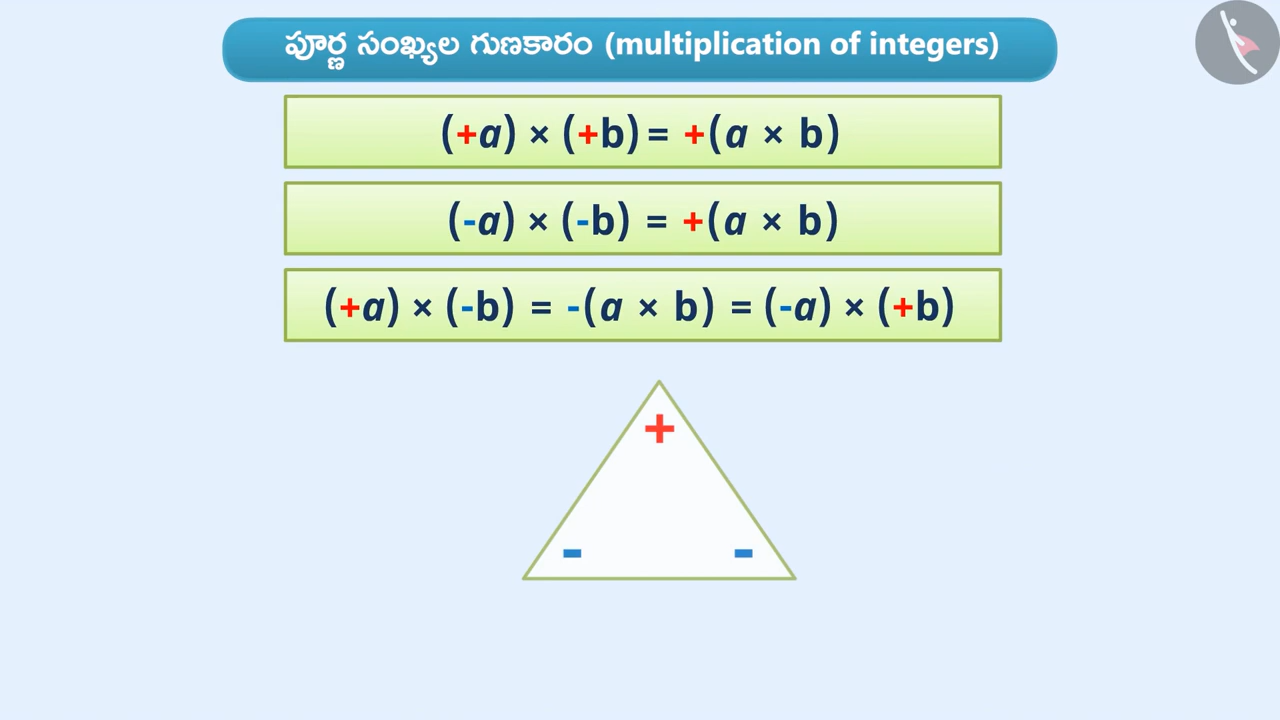 పూర్ణ సంఖ్యల గుణకారం (multiplication of integers)
(+a) × (+b) = +(a × b)
(-a) × (-b) = +(a × b)
(+a) × (-b) = -(a × b) = (-a) × (+b)
+
- -